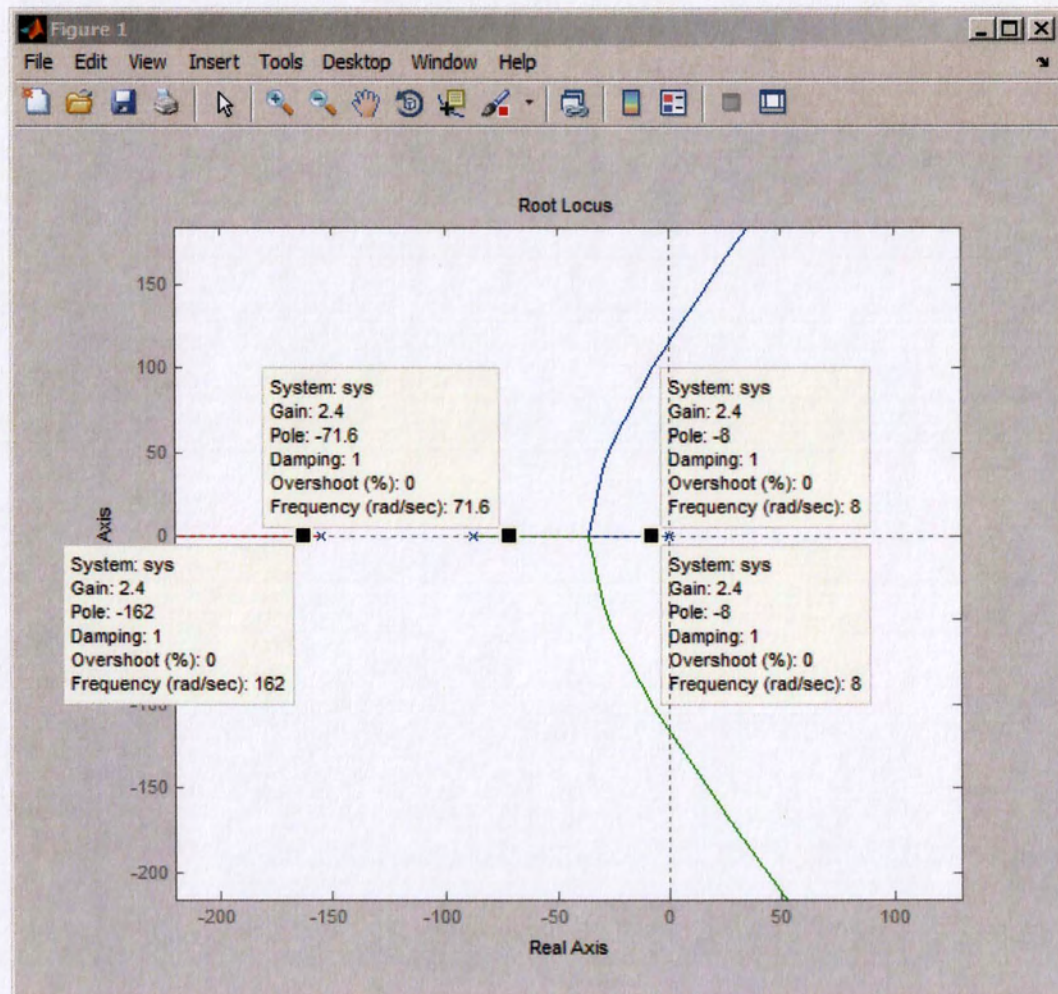 Figure 1
File Edit View Insert Tools Desktop Window Help
Root Locus
150
100
50
0
-150
-200
Axis
System: sys
Gain: 2.4
Pole: -71.6
Damping: 1
Overshoot (%): 0
Frequency (rad/sec): 71.6
System: sys
Gain: 2.4
Pole: -8
Damping: 1
Overshoot (%): 0
Frequency (rad/sec): 8
System: sys
Gain: 2.4
Pole: -162
Damping: 1
Overshoot (%): 0
Frequency (rad/sec): 162
System: sys
Gain: 2.4
Pole: -8
Damping: 1
Overshoot (%): 0
Frequency (rad/sec): 8
-200 -150 -100 -50 0 50 100
Real Axis